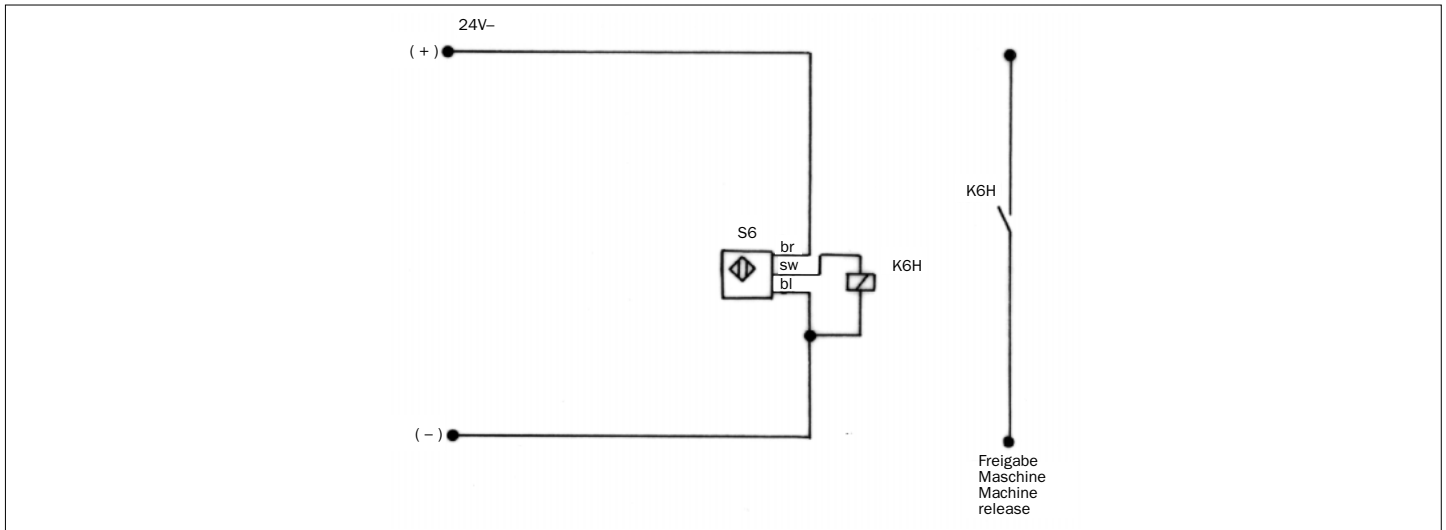 24V–
( + )
S6
br
sw
bl
K6H
( – )
K6H
Freigabe
Maschine
Machine
release